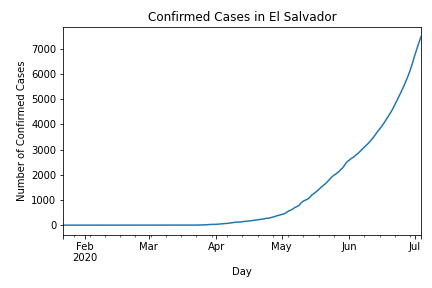 Confirmed Cases in El Salvador
Number of Confirmed Cases
7000
6000
5000
4000
3000
2000
1000
0
Feb Mar Apr May Jun Jul
2020
Day